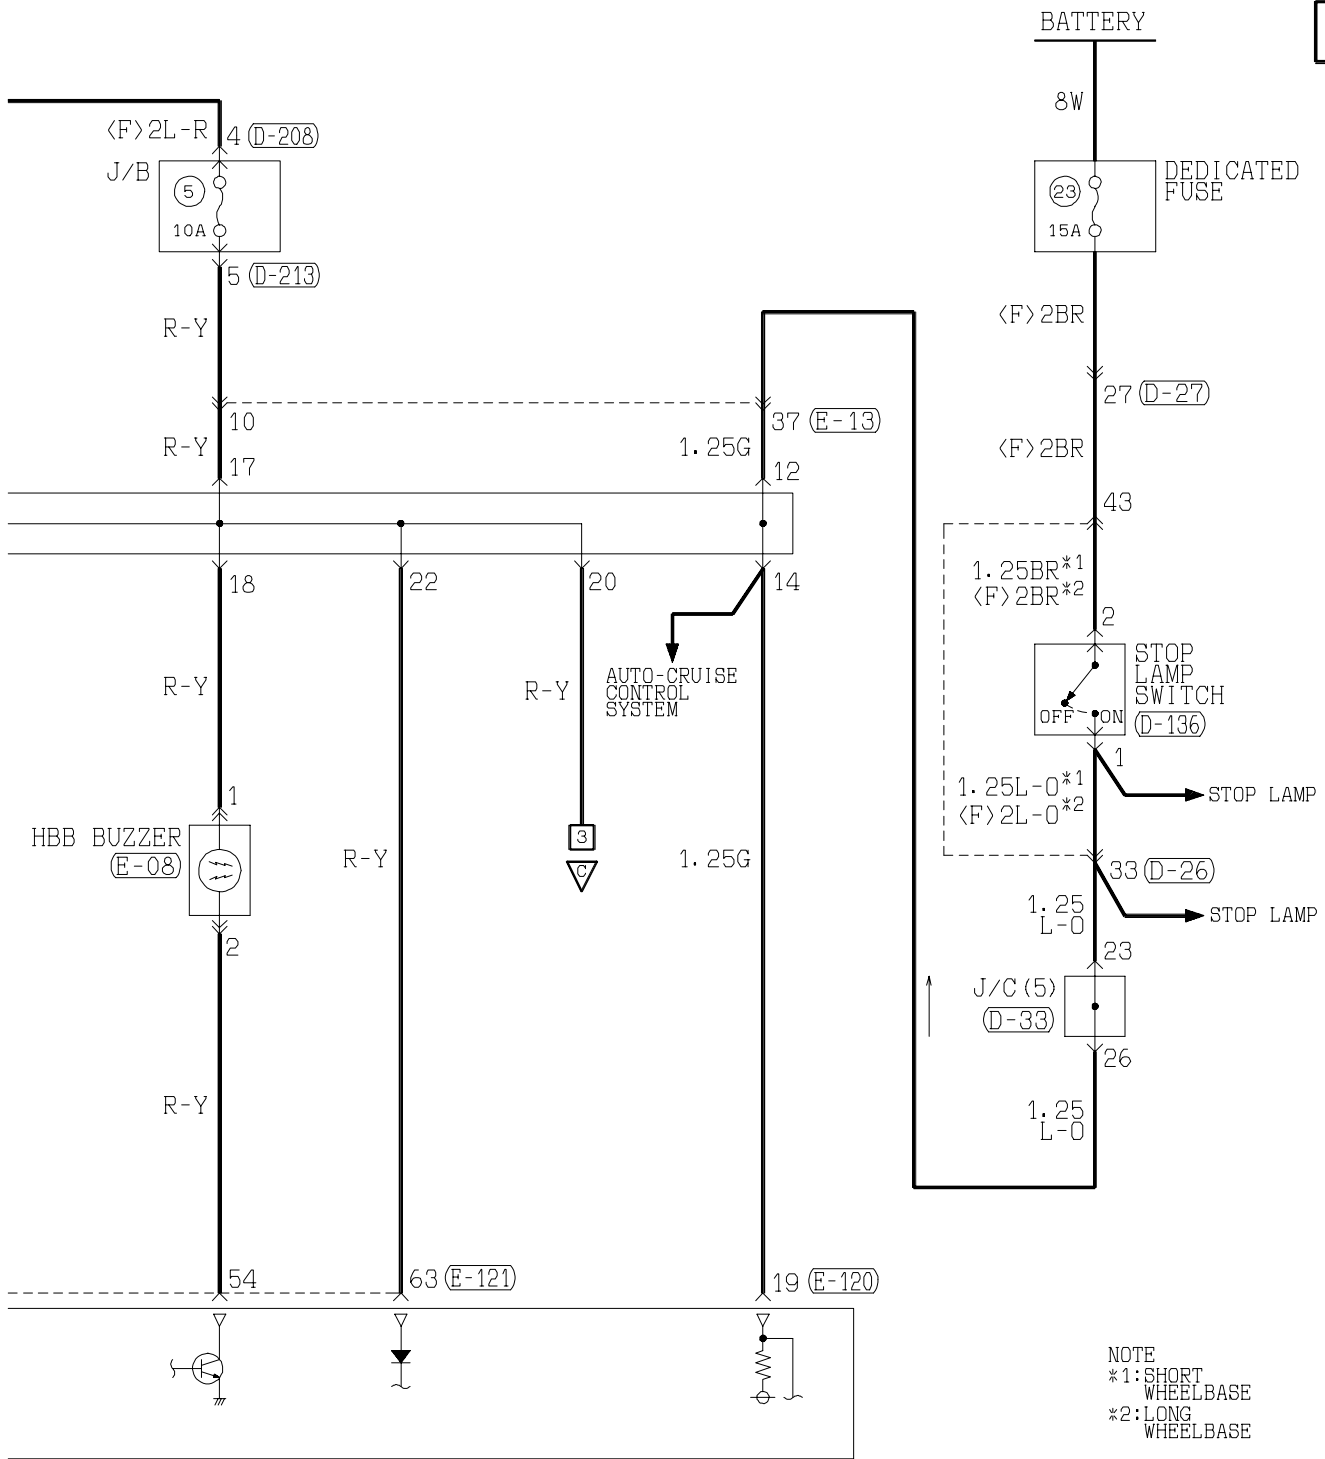 BATTERY
8W
<F>2L-R
4 (D-208)
J/B
5
10A
DEDICATED
FUSE
23
15A
5 (D-213)
R-Y
<F>2BR
27 (D-27)
10
37 (E-13)
R-Y
1.25G
<F>2BR
17
12
43
18
22
20
14
1.25BR*1
<F>2BR*2
2
R-Y
R-Y
AUTO-CRUISE
CONTROL
SYSTEM
STOP
LAMP
SWITCH
(D-136)
OFF
ON
1
1.25L-O*1
<F>2L-O*2
STOP LAMP
1
HBB BUZZER
(E-08)
R-Y
3
C
1.25G
33 (D-26)
1.25
L-O
STOP LAMP
2
23
J/C(5)
(D-33)
26
R-Y
1.25
L-O
54
63 (E-121)
19 (E-120)
NOTE
*1:SHORT
WHEELBASE
*2:LONG
WHEELBASE